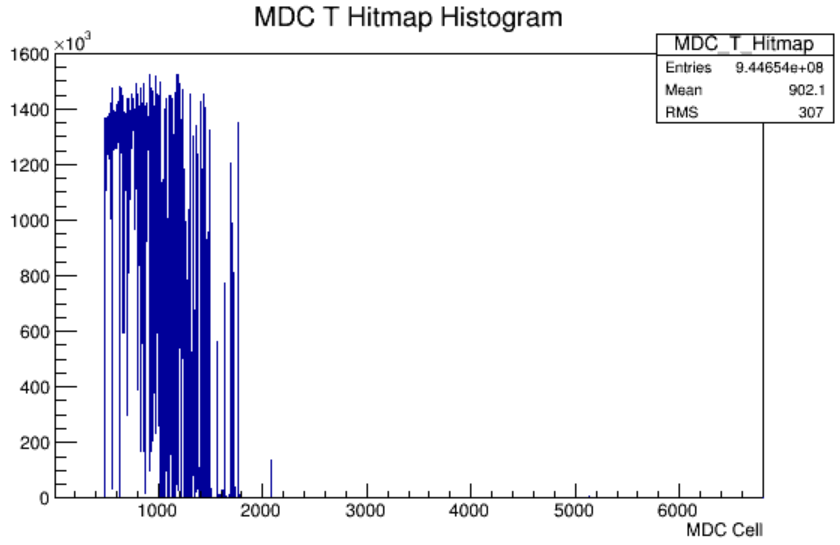 MDC T Hitmap Histogram
×10³
MDC_T_Hitmap
Entries 9.44654e+08
Mean 902.1
RMS 307
1600
1400
1200
1000
800
600
400
200
0
1000 2000 3000 4000 5000 6000
MDC Cell